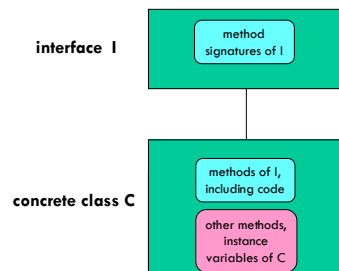 interface I
method
signatures of I
concrete class C
methods of I,
including code
other methods,
instance
variables of C